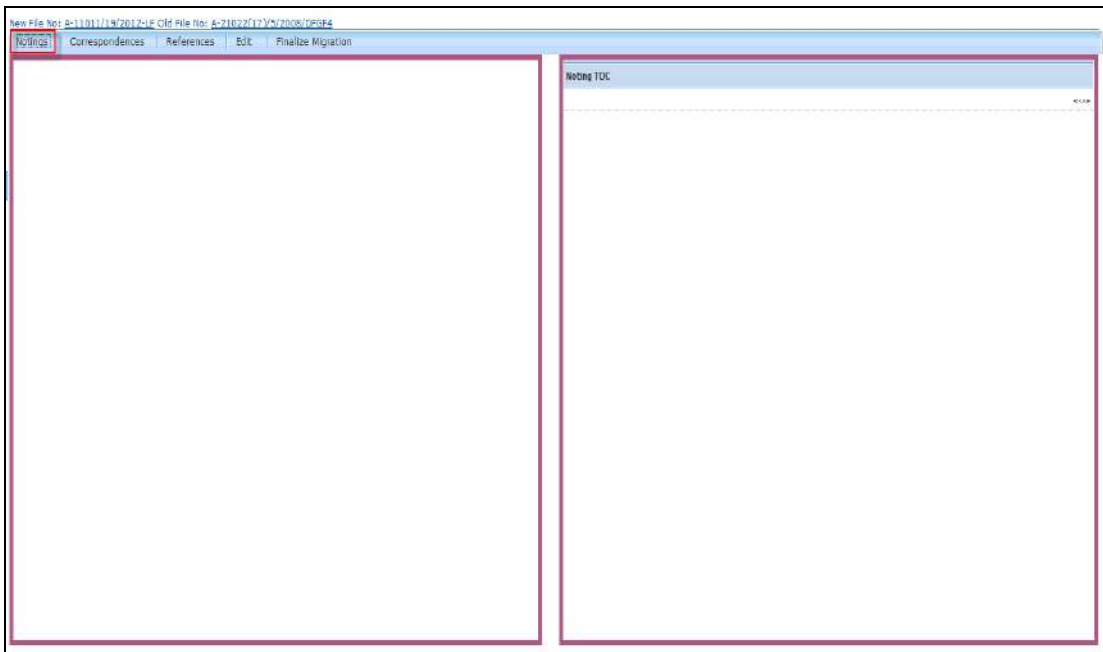 New File No: A-11011/19/2012-LF Old File No: A-21022(17)/5/2008/DFGF4
Notings Correspondences References Edit Finalize Migration
Noting TOC